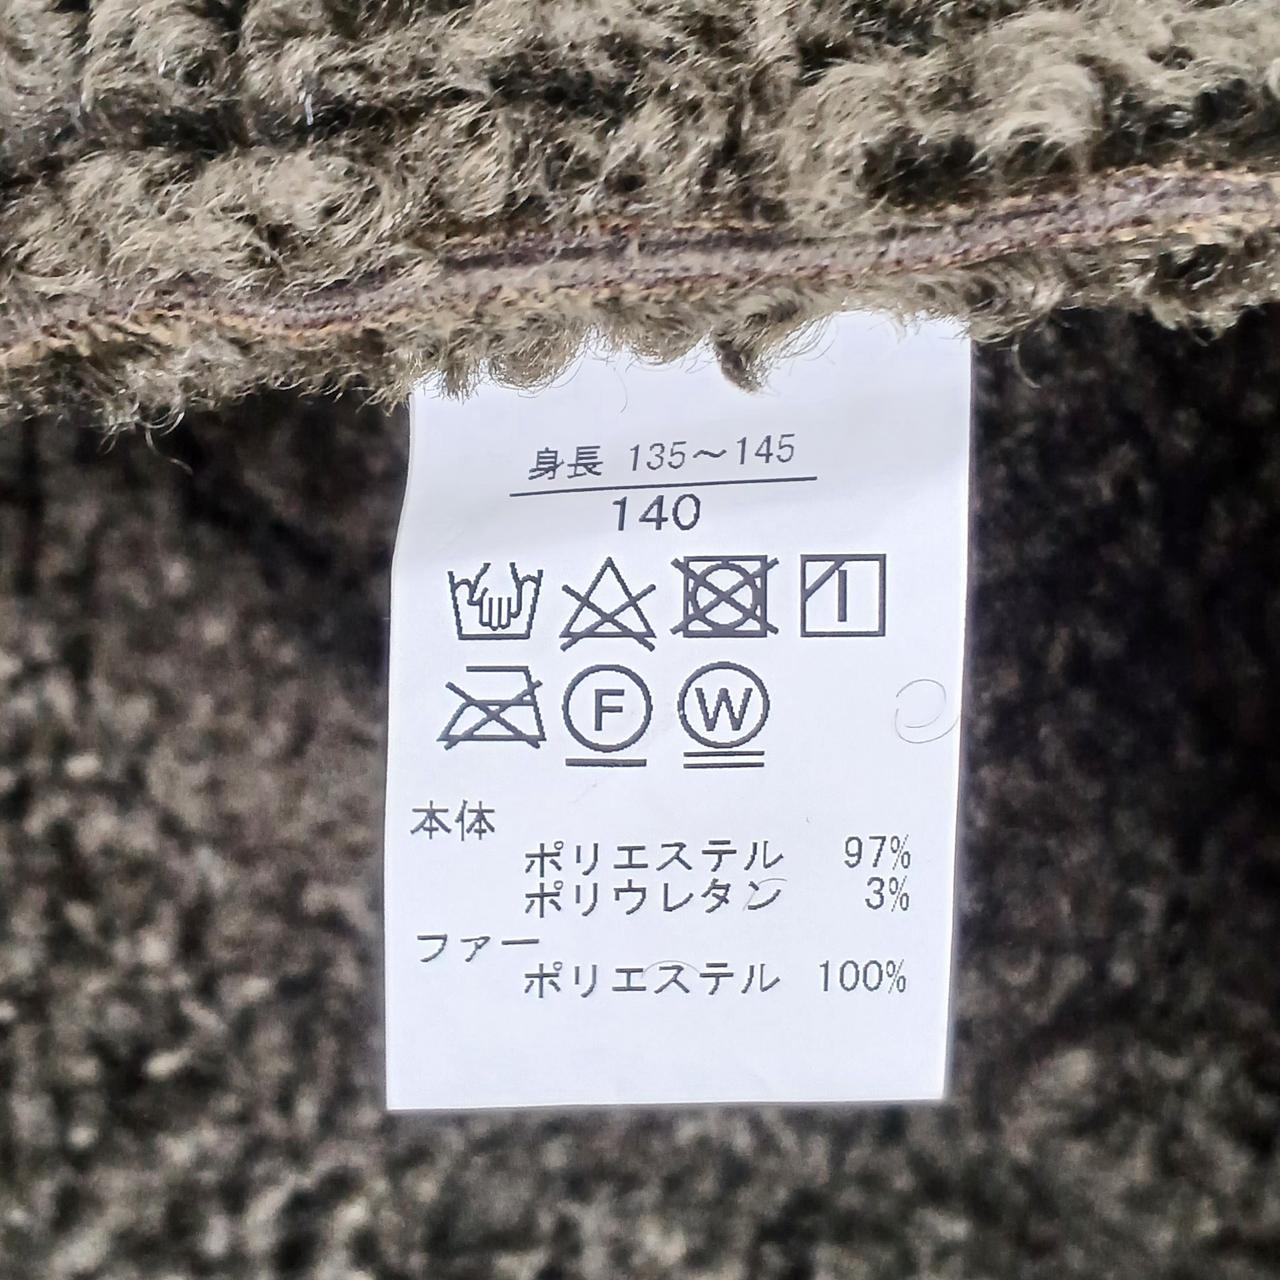 身長 135～145
140
F W
本体
ポリエステル 97%
ポリウレタン 3%
ファー
ポリエステル 100%